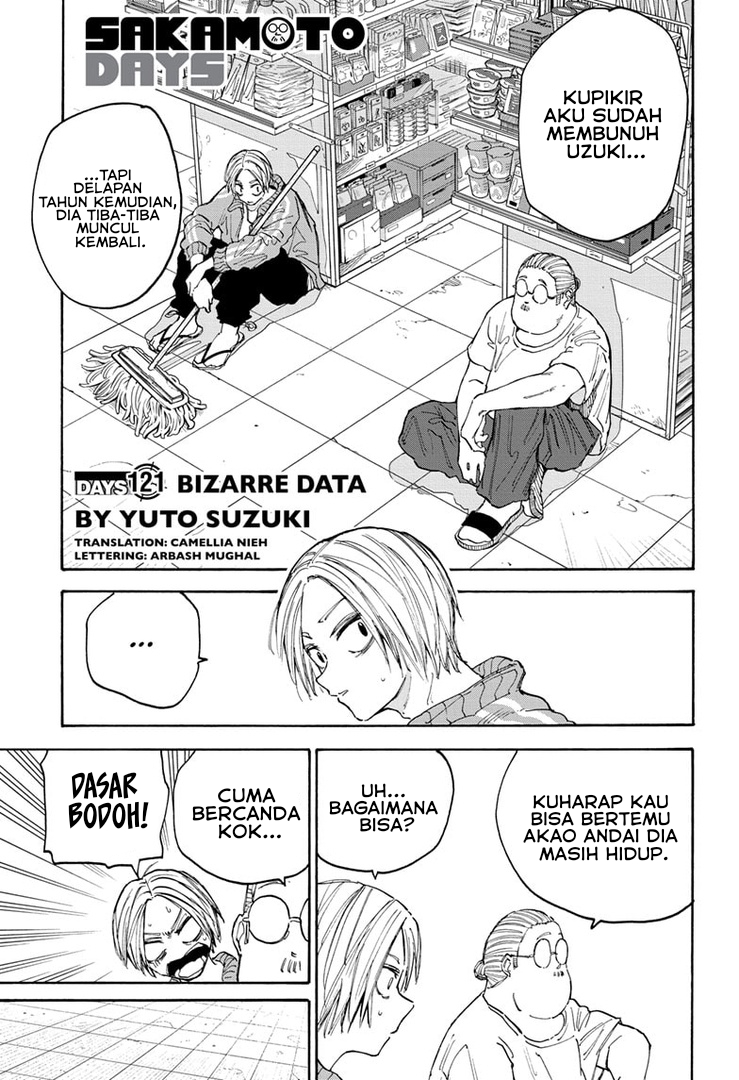 SAKAMOTO
DAYS
KUPIKIR
AKU SUDAH
MEMBUNUH
UZUKI...
...TAPI
DELAPAN
TAHUN KEMUDIAN,
DIA TIBA-TIBA
MUNCUL
KEMBALI.
DAYS 121 BIZARRE DATA
BY YUTO SUZUKI
TRANSLATION: CAMELLIA NIEH
LETTERING: ARBASH MUGHAL
...
KUHARAP KAU
BISA BERTEMU
AKAO ANDAI DIA
MASIH HIDUP.
UH...
BAGAIMANA
BISA?
CUMA
BERCANDA
KOK...
DASAR
BODOH!